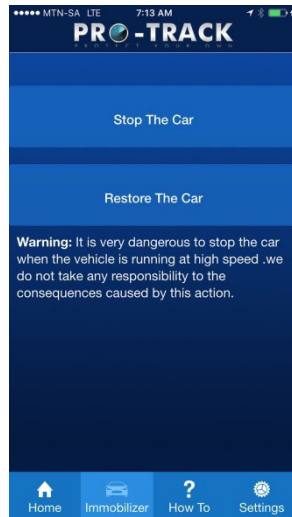 MTN-SA LTE 7:13 AM
PRO-TRACK
PROTECT YOUR OWN
Stop The Car
Restore The Car
Warning: It is very dangerous to stop the car
when the vehicle is running at high speed .we
do not take any responsibility to the
consequences caused by this action.
Home Immobilizer How To Settings